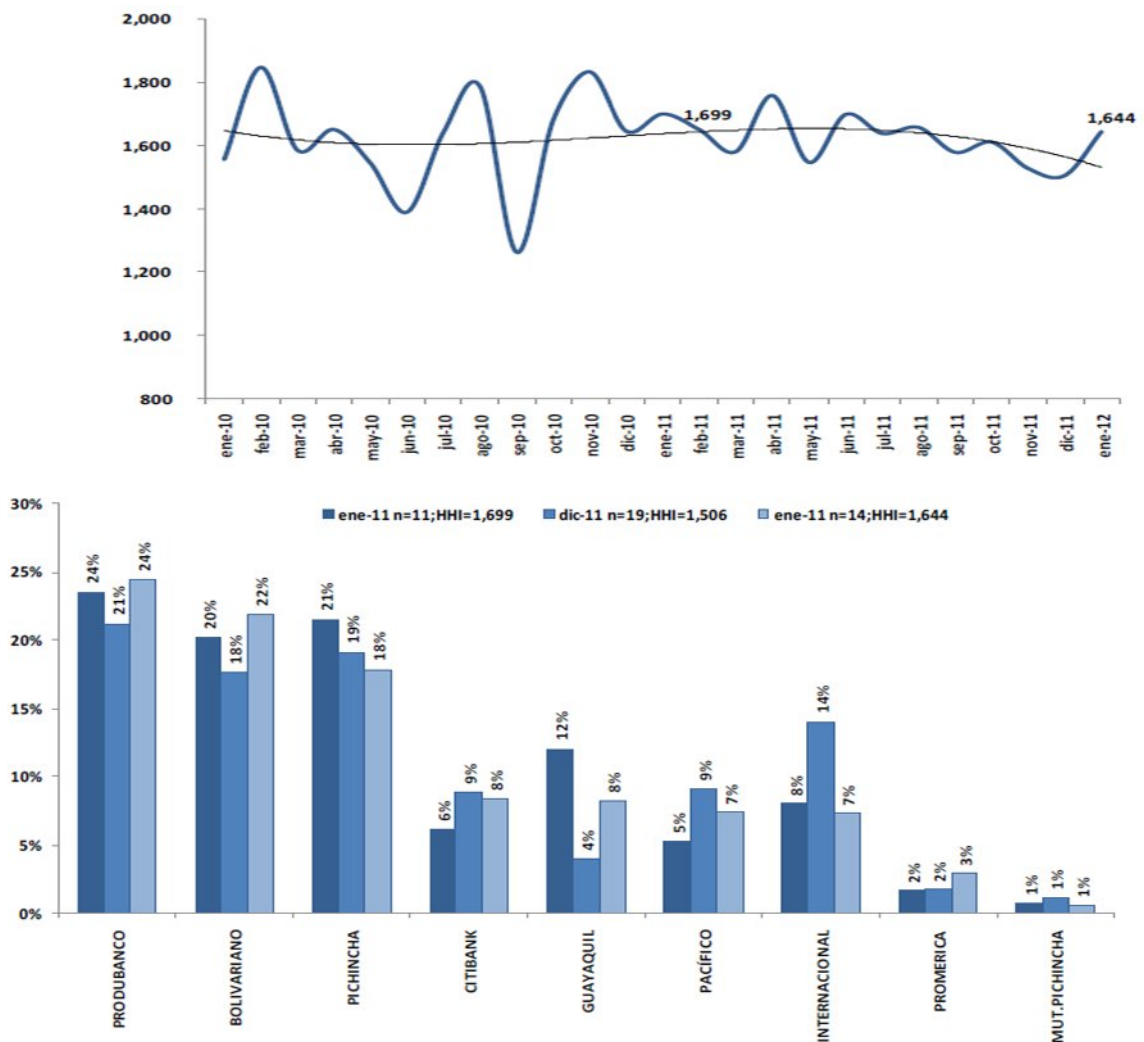 2,000
1,800
1,600
1,400
1,200
1,000
800
1,699
1,644
ene-10
feb-10
mar-10
abr-10
may-10
jun-10
jul-10
ago-10
sep-10
oct-10
nov-10
dic-10
ene-11
feb-11
mar-11
abr-11
may-11
jun-11
jul-11
ago-11
sep-11
oct-11
nov-11
dic-11
ene-12
30%
25%
20%
15%
10%
5%
0%
ene-11 n=11;HHI=1,699
dic-11 n=19;HHI=1,506
ene-11 n=14;HHI=1,644
24%
21%
24%
20%
18%
22%
21%
19%
18%
6%
9%
8%
12%
4%
8%
5%
9%
7%
8%
14%
7%
2%
2%
3%
1%
1%
1%
PRODUBANCO
BOLIVARIANO
PICHINCHA
CITIBANK
GUAYAQUIL
PACÍFICO
INTERNACIONAL
PROMERICA
MUT.PICHINCHA